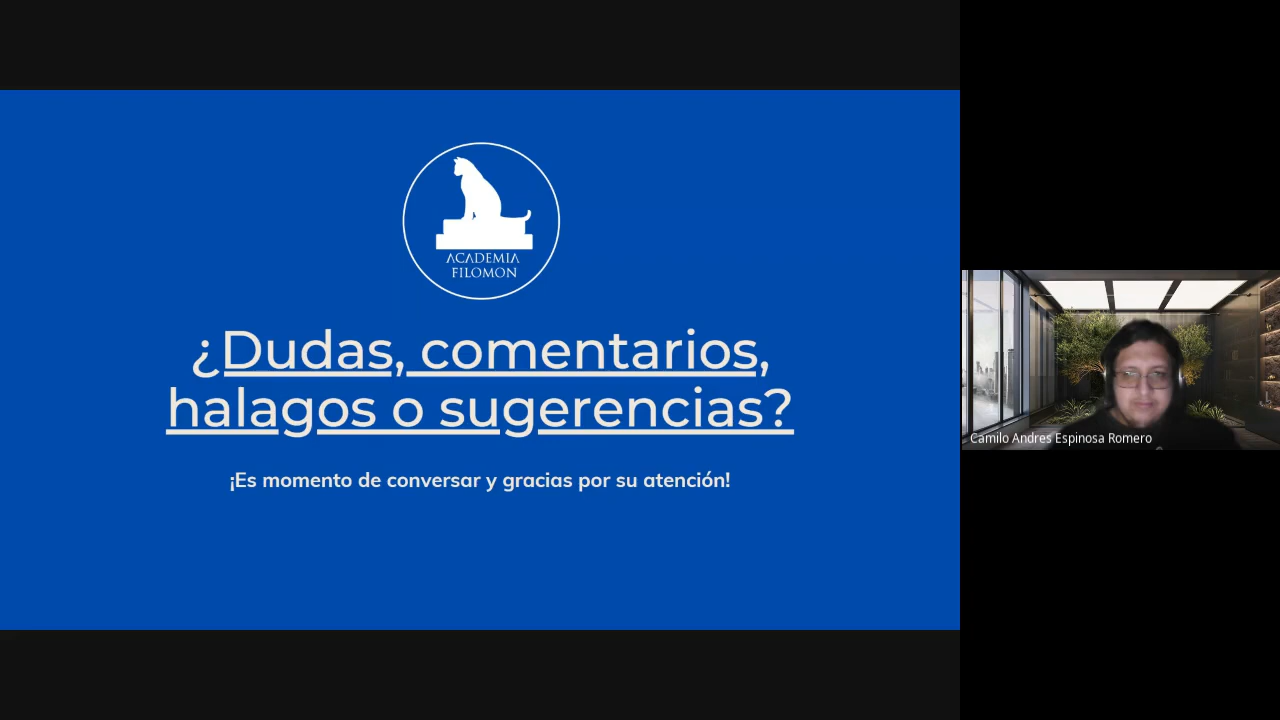 ACADEMIA
FILOMON
¿Dudas, comentarios,
halagos o sugerencias?
¡Es momento de conversar y gracias por su atención!
Camilo Andres Espinosa Romero